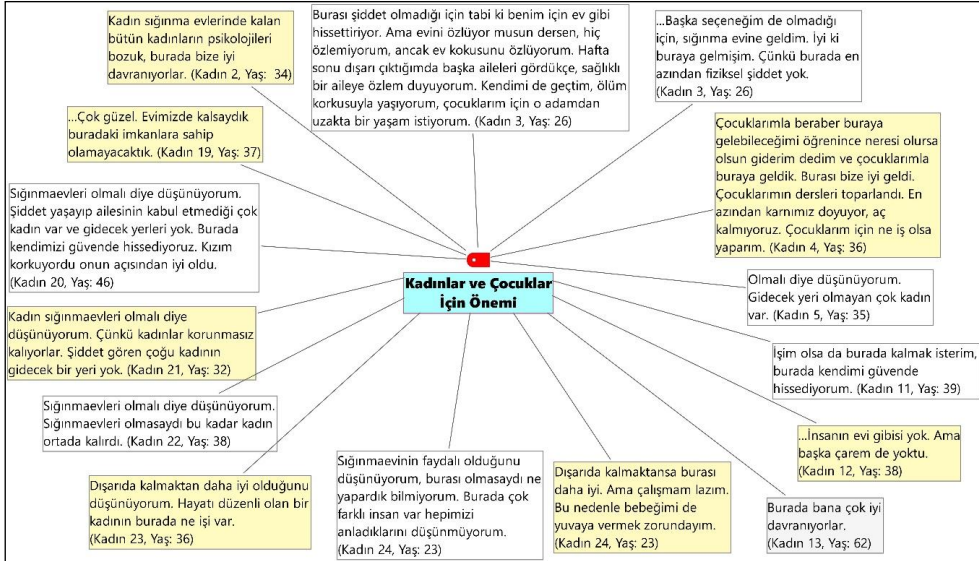 Kadın sığınma evlerinde kalan
bütün kadınların psikolojileri
bozuk, burada bize iyi
davranıyorlar. (Kadın 2, Yaş: 34)
Burası şiddet olmadığı için tabi ki benim için ev gibi
hissettiriyor. Ama evini özlüyor musun dersen, hiç
özlemiyorum, ancak ev kokusunu özlüyorum. Hafta
sonu dışarı çıktığımda başka aileleri gördükçe, sağlıklı
bir aileye özlem duyuyorum. Kendimi de geçtim, ölüm
korkusuyla yaşıyorum, çocuklarım için o adamdan
uzakta bir yaşam istiyorum. (Kadın 3, Yaş: 26)
...Başka seçeneğim de olmadığı
için, sığınma evine geldim. İyi ki
buraya gelmişim. Çünkü burada en
azından fiziksel şiddet yok.
(Kadın 3, Yaş: 26)
...Çok güzel. Evimizde kalsaydık
buradaki imkanlara sahip
olamayacaktık. (Kadın 19, Yaş: 37)
Çocuklarımla beraber buraya
gelebileceğimi öğrenince neresi olursa
olsun giderim dedim ve çocuklarımla
buraya geldik. Burası bize iyi geldi.
Çocuklarımın dersleri toparlandı. En
azından karnımız doyuyor, aç
kalmıyoruz. Çocuklarım için ne iş olsa
yaparım. (Kadın 4, Yaş: 36)
Sığınmaevleri olmalı diye düşünüyorum.
Şiddet yaşayıp ailesinin kabul etmediği çok
kadın var ve gidecek yerleri yok. Burada
kendimizi güvende hissediyoruz. Kızım
korkuyordu onun açısından iyi oldu.
(Kadın 20, Yaş: 46)
Kadınlar ve Çocuklar
İçin Önemi
Olmalı diye düşünüyorum.
Gidecek yeri olmayan çok kadın
var. (Kadın 5, Yaş: 35)
Kadın sığınmaevleri olmalı diye
düşünüyorum. Çünkü kadınlar korunmasız
kalıyorlar. Şiddet gören çoğu kadının
gidecek bir yeri yok. (Kadın 21, Yaş: 32)
İşim olsa da burada kalmak isterim,
burada kendimi güvende
hissediyorum. (Kadın 11, Yaş: 39)
Sığınmaevleri olmalı diye düşünüyorum.
Sığınmaevleri olmasaydı bu kadar kadın
ortada kalırdı. (Kadın 22, Yaş: 38)
...İnsanın evi gibisi yok. Ama
başka çarem de yoktu.
(Kadın 12, Yaş: 38)
Dışarıda kalmaktan daha iyi olduğunu
düşünüyorum. Hayatı düzenli olan bir
kadının burada ne işi var.
(Kadın 23, Yaş: 36)
Sığınmaevinin faydalı olduğunu
düşünüyorum, burası olmasaydı ne
yapardık bilmiyorum. Burada çok
farklı insan var hepimizi
anladıklarını düşünmüyorum.
(Kadın 24, Yaş: 23)
Dışarıda kalmaktansa burası
daha iyi. Ama çalışmam lazım.
Bu nedenle bebeğimi de
yuvaya vermek zorundayım.
(Kadın 24, Yaş: 23)
Burada bana çok iyi
davranıyorlar.
(Kadın 13, Yaş: 62)